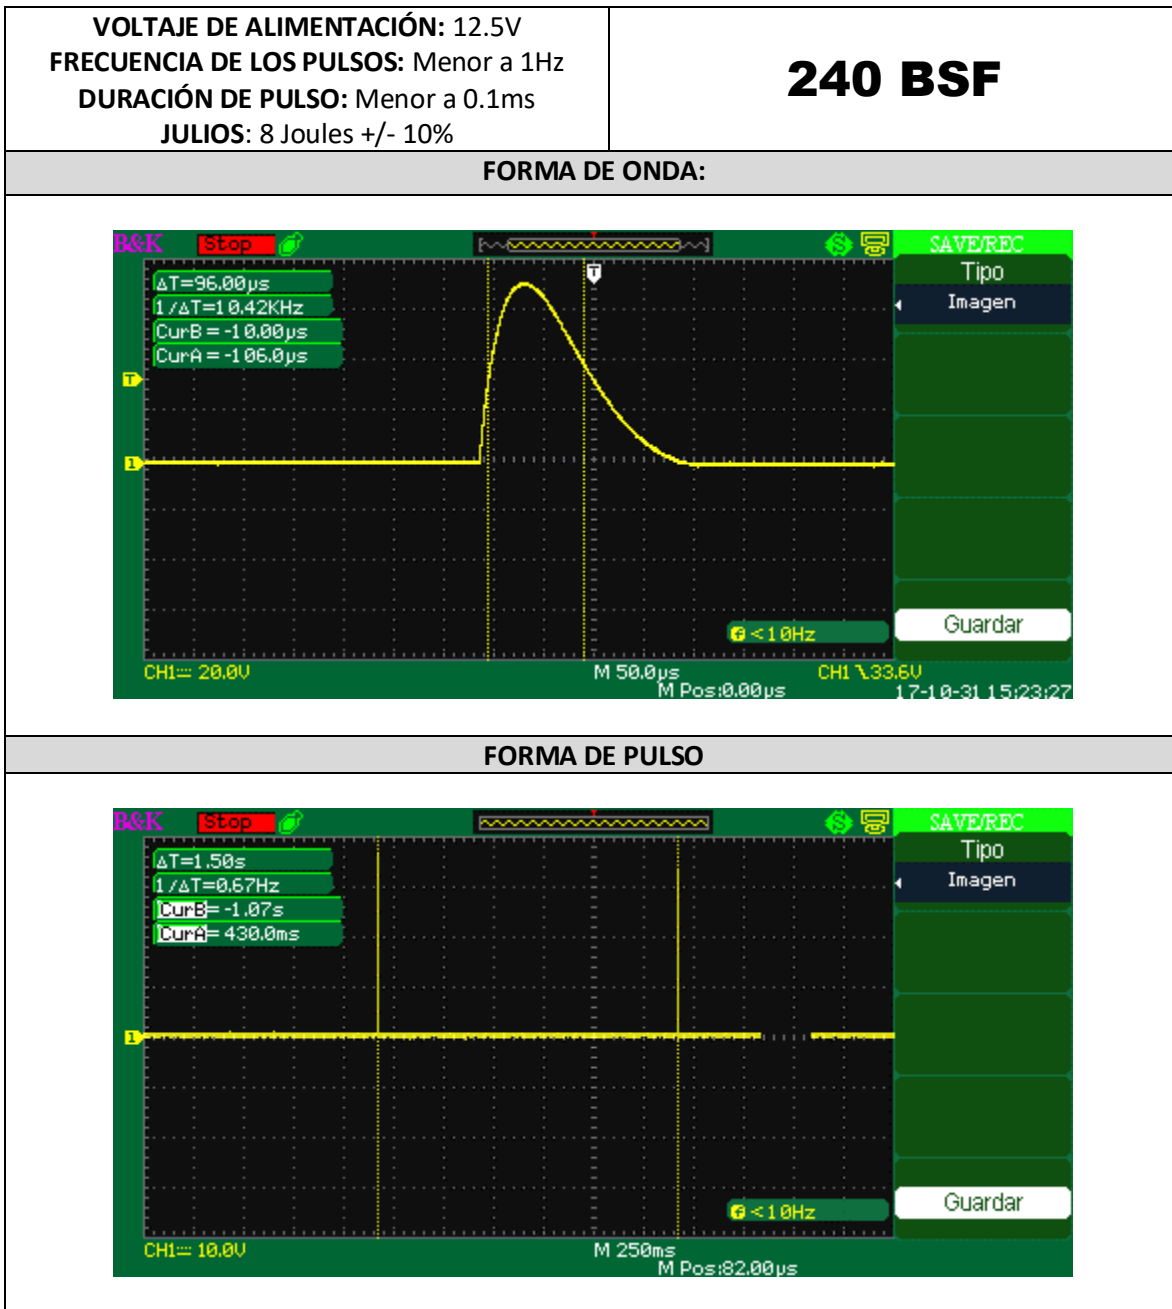 VOLTAJE DE ALIMENTACIÓN: 12.5V
FRECUENCIA DE LOS PULSOS: Menor a 1Hz
DURACIÓN DE PULSO: Menor a 0.1ms
JULIOS: 8 Joules +/- 10%
240 BSF
FORMA DE ONDA:
B&K Stop
SAVE/REC
Tipo
Imagen
ΔT=96.00µs
1/ΔT=10.42KHz
CurB=-10.00µs
CurA=-106.0µs
T
T
1
f<10Hz
Guardar
CH1 20.0V
M 50.0µs
M Pos:0.00µs
CH1 33.6V
17-10-31 15:23:27
FORMA DE PULSO
B&K Stop
SAVE/REC
Tipo
Imagen
ΔT=1.50s
1/ΔT=0.67Hz
CurB=-1.07s
CurA=430.0ms
1
f<10Hz
Guardar
CH1 10.0V
M 250ms
M Pos:82.00µs